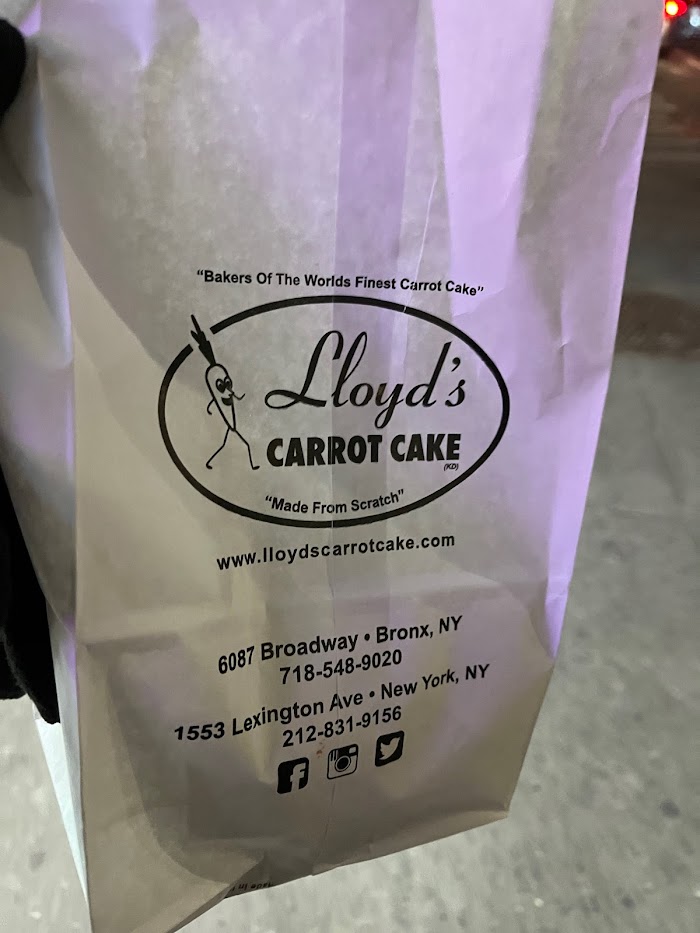 “Bakers Of The Worlds Finest Carrot Cake”
Lloyd's
CARROT CAKE
(KD)
“Made From Scratch”
www.lloydscarrotcake.com
6087 Broadway • Bronx, NY
718-548-9020
1553 Lexington Ave • New York, NY
212-831-9156